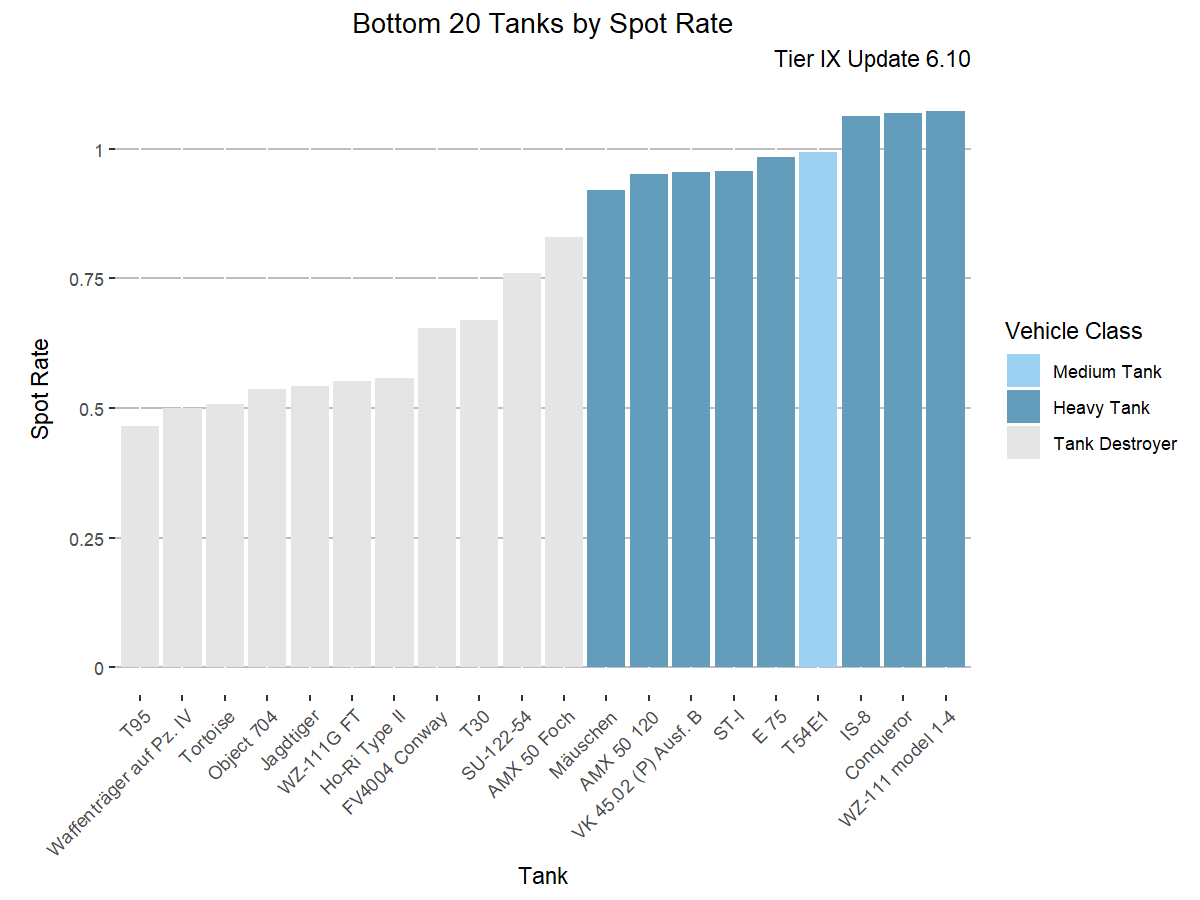 Bottom 20 Tanks by Spot Rate
Tier IX Update 6.10
Spot Rate
1
0.75
0.5
0.25
0
T95
Waffenträger auf Pz. IV
Tortoise
Object 704
Jagdtiger
WZ-111G FT
Ho-Ri Type II
FV4004 Conway
T30
SU-122-54
AMX 50 Foch
Mäuschen
AMX 50 120
VK 45.02 (P) Ausf. B
ST-I
E 75
T54E1
IS-8
Conqueror
WZ-111 model 1-4
Tank
Vehicle Class
Medium Tank
Heavy Tank
Tank Destroyer